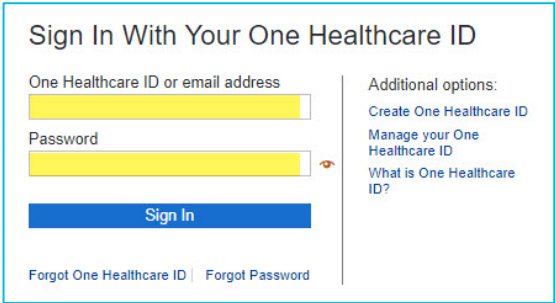 Sign In With Your One Healthcare ID
One Healthcare ID or email address
Password
Sign In
Forgot One Healthcare ID
Forgot Password
Additional options:
Create One Healthcare ID
Manage your One
Healthcare ID
What is One Healthcare
ID?